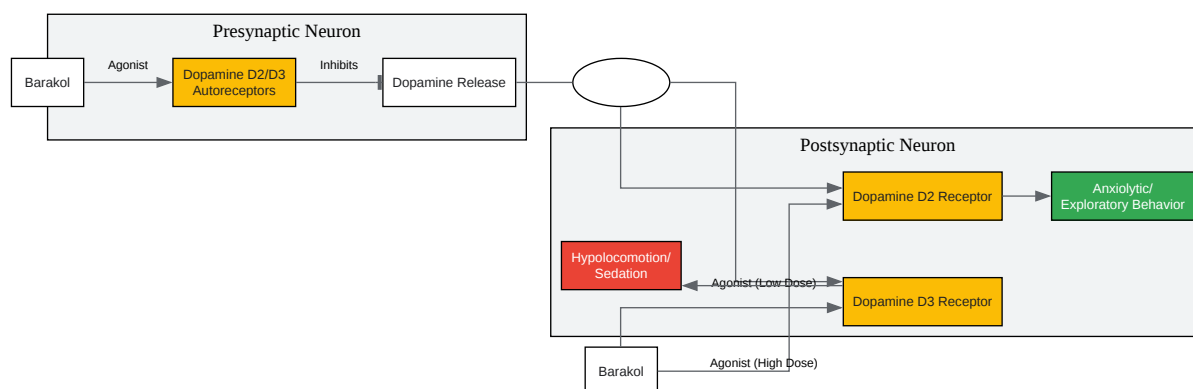 Presynaptic Neuron
Barakol
Agonist
Dopamine D2/D3
Autoreceptors
Inhibits
Dopamine Release
Postsynaptic Neuron
Dopamine D2 Receptor
Anxiolytic/
Exploratory Behavior
Hypolocomotion/
Sedation
Agonist (Low Dose)
Dopamine D3 Receptor
Barakol
Agonist (High Dose)